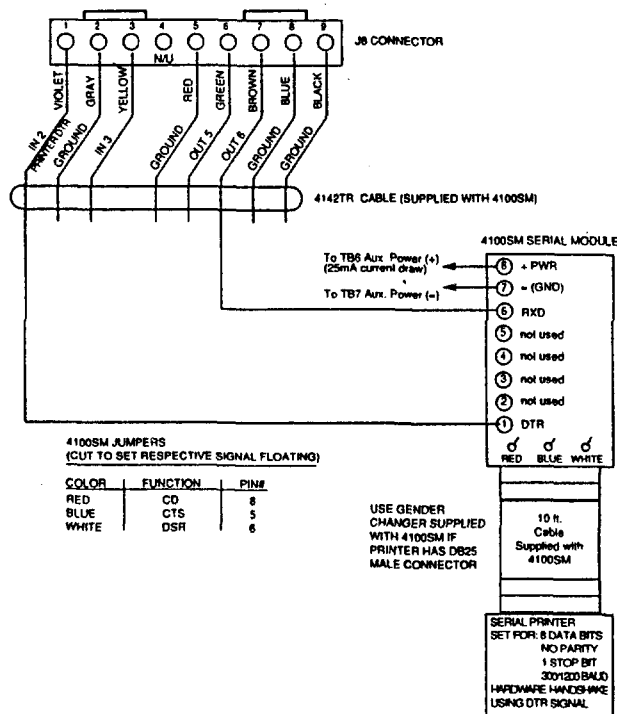 1 2 3 4 5 6 7 8 9
J8 CONNECTOR
N/U
VIOLET
GRAY
YELLOW
RED
GREEN
BROWN
BLUE
BLACK
IN 2
PRINTER DTR
GROUND
IN 3
GROUND
OUT 5
OUT 6
GROUND
GROUND
4142TR CABLE (SUPPLIED WITH 4100SM)
4100SM SERIAL MODULE
To TB6 Aux. Power (+)
(25mA current draw)
To TB7 Aux. Power (–)
8 + PWR
7 – (GND)
6 RXD
5 not used
4 not used
3 not used
2 not used
1 DTR
RED BLUE WHITE
4100SM JUMPERS
(CUT TO SET RESPECTIVE SIGNAL FLOATING)
COLOR FUNCTION PIN#
RED CD 8
BLUE CTS 5
WHITE DSR 6
USE GENDER
CHANGER SUPPLIED
WITH 4100SM IF
PRINTER HAS DB25
MALE CONNECTOR
10 ft.
Cable
Supplied with
4100SM
SERIAL PRINTER
SET FOR: 8 DATA BITS
NO PARITY
1 STOP BIT
300/1200 BAUD
HARDWARE HANDSHAKE
USING DTR SIGNAL